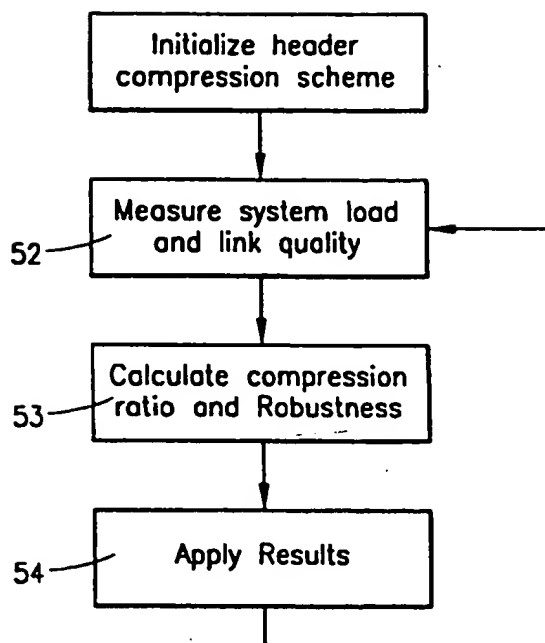 Initialize header
compression scheme
Measure system load
and link quality
52
Calculate compression
ratio and Robustness
53
Apply Results
54